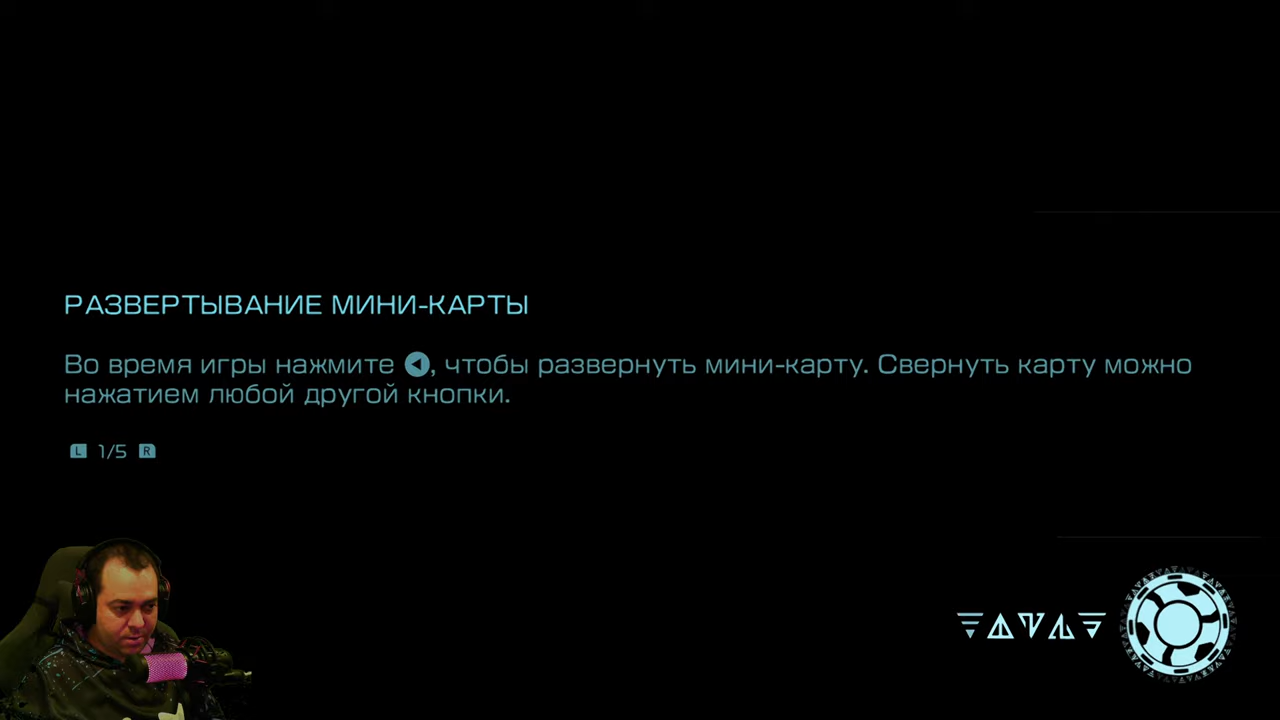 РАЗВЕРТЫВАНИЕ МИНИ-КАРТЫ
Во время игры нажмите ◀, чтобы развернуть мини-карту. Свернуть карту можно
нажатием любой другой кнопки.
L 1/5 R